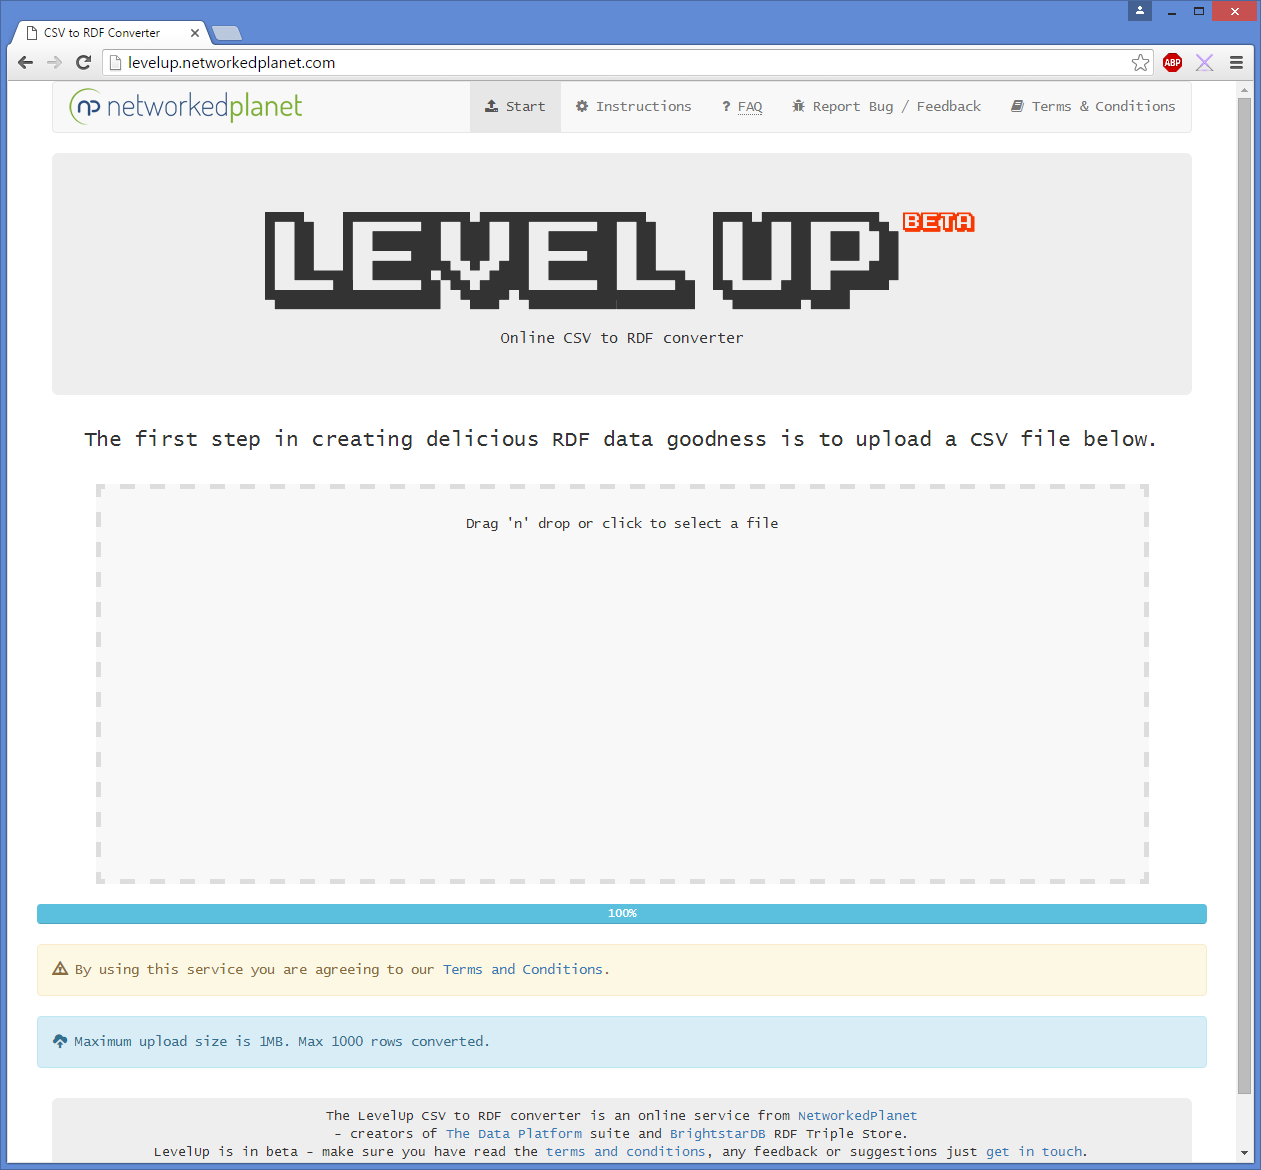 CSV to RDF Converter
levelup.networkedplanet.com
ABP
np networkedplanet
Start
Instructions
? FAQ
Report Bug / Feedback
Terms & Conditions
LEVEL UP BETA
Online CSV to RDF converter
The first step in creating delicious RDF data goodness is to upload a CSV file below.
Drag 'n' drop or click to select a file
100%
By using this service you are agreeing to our Terms and Conditions.
Maximum upload size is 1MB. Max 1000 rows converted.
The LevelUp CSV to RDF converter is an online service from NetworkedPlanet
- creators of The Data Platform suite and BrightstarDB RDF Triple Store.
LevelUp is in beta - make sure you have read the terms and conditions, any feedback or suggestions just get in touch.